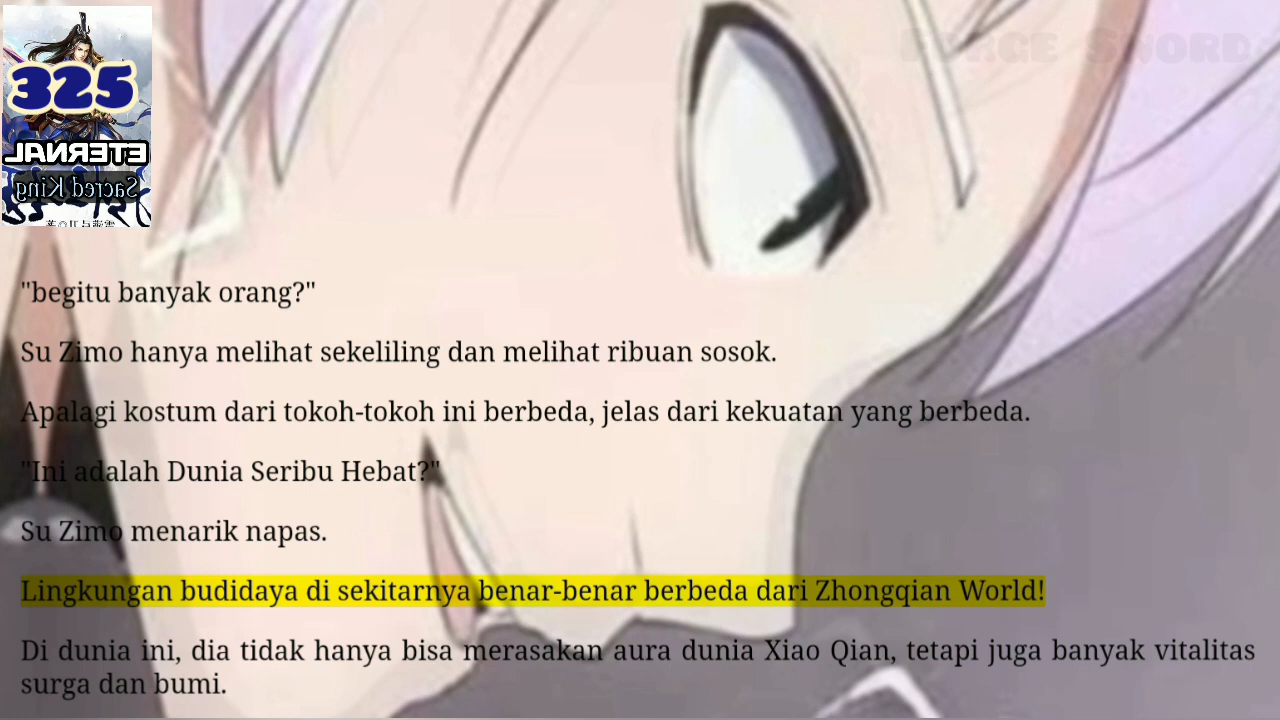 FORGE SWORD
325
ETERNAL
Sacred King
"begitu banyak orang?"
Su Zimo hanya melihat sekeliling dan melihat ribuan sosok.
Apalagi kostum dari tokoh-tokoh ini berbeda, jelas dari kekuatan yang berbeda.
"Ini adalah Dunia Seribu Hebat?"
Su Zimo menarik napas.
Lingkungan budidaya di sekitarnya benar-benar berbeda dari Zhongqian World!
Di dunia ini, dia tidak hanya bisa merasakan aura dunia Xiao Qian, tetapi juga banyak vitalitas
surga dan bumi.